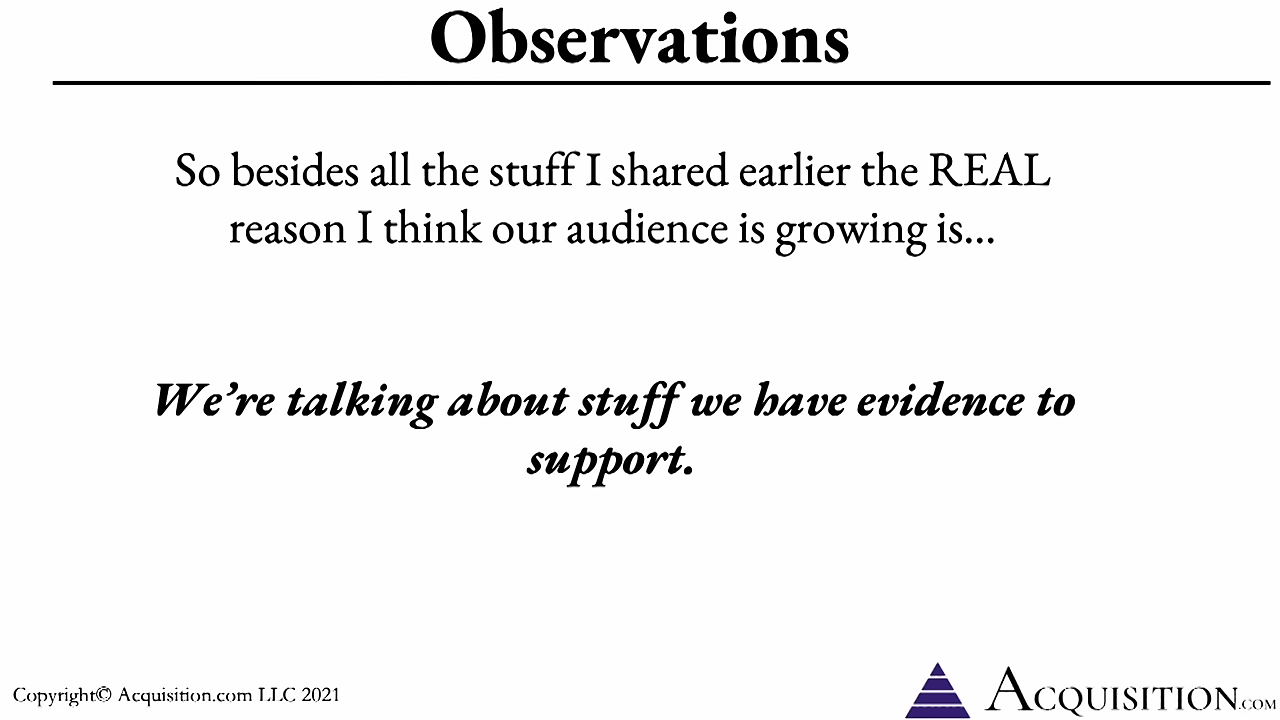 Observations
So besides all the stuff I shared earlier the REAL
reason I think our audience is growing is...
We're talking about stuff we have evidence to
support.
Copyright© Acquisition.com LLC 2021
ACQUISITION.COM